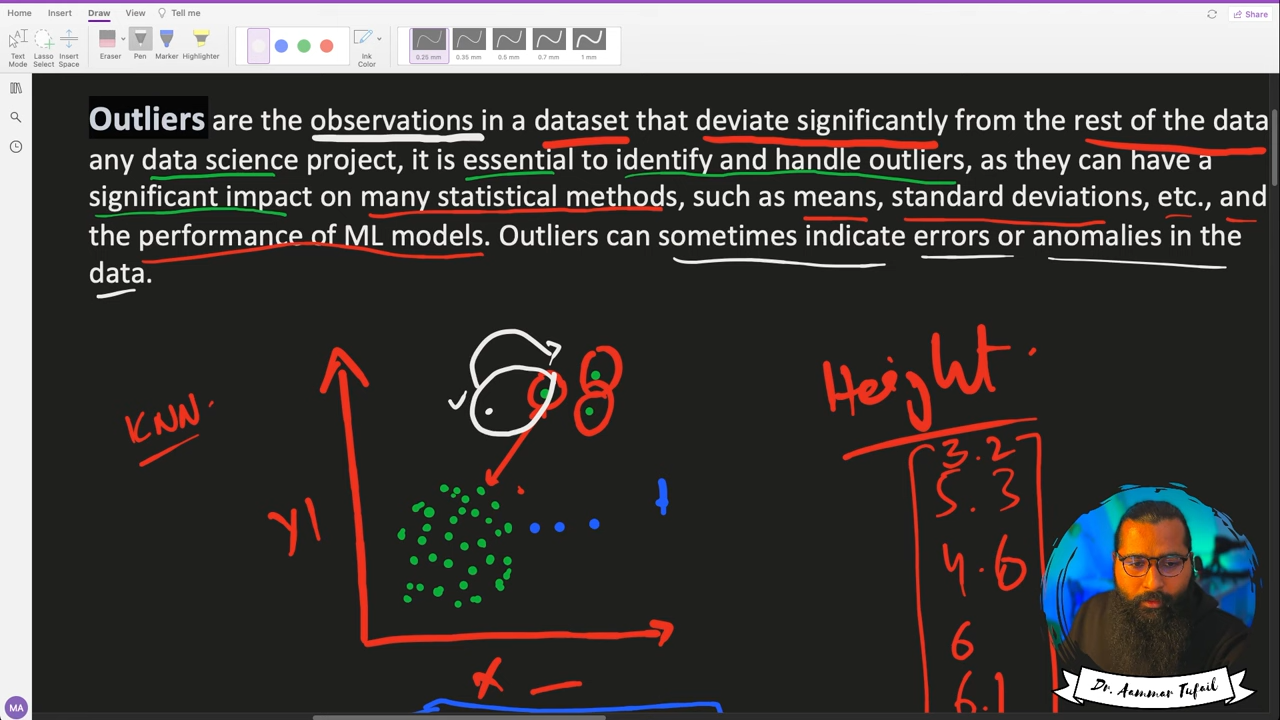 Home Insert Draw View Tell me
Share
Text Mode
Lasso Select
Insert Space
Eraser
Pen
Marker
Highlighter
Ink Color
0.25 mm
0.35 mm
0.5 mm
0.7 mm
1 mm
Outliers are the observations in a dataset that deviate significantly from the rest of the data
any data science project, it is essential to identify and handle outliers, as they can have a
significant impact on many statistical methods, such as means, standard deviations, etc., and
the performance of ML models. Outliers can sometimes indicate errors or anomalies in the
data.
Height
KNN
3.2
5.3
4.6
6
6.1
y
x
MA
Dr. Aammar Tufail